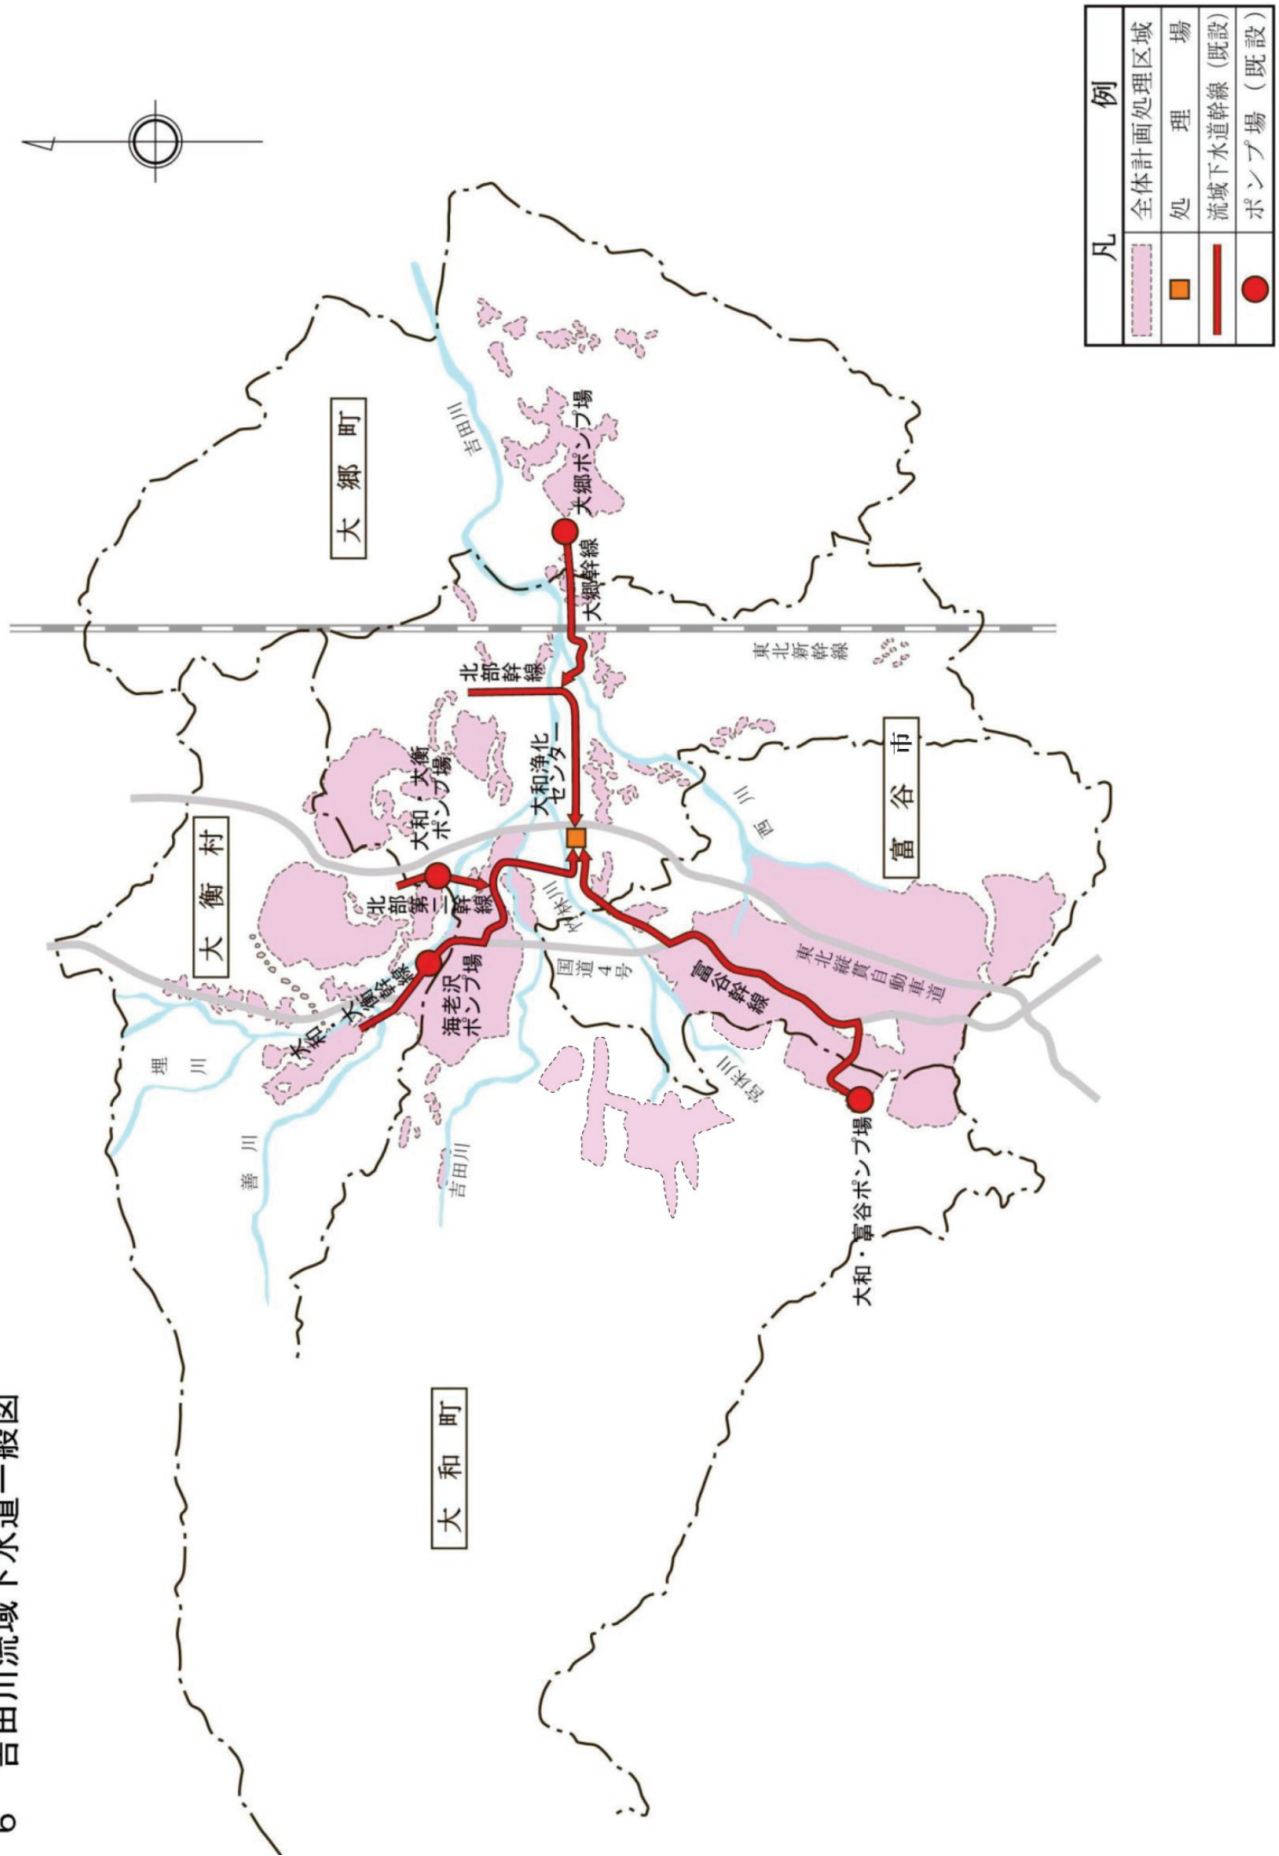 6 吉田川流域下水道一般図
凡例
全体計画処理区域
処理場
流域下水道幹線（既設）
ポンプ場（既設）
大郷町
吉田川
大郷ポンプ場
大郷幹線
東北新幹線
北部
幹線
大和浄化
センター
大和・大衡
ポンプ場
大衡村
北部第二幹線
西川
富谷市
竹林川
国道4号
海老沢
ポンプ場
大和・大衡幹線
埋川
善川
吉田川
富谷幹線
東北縦貫自動車道
宮床川
大和・富谷ポンプ場
大和町